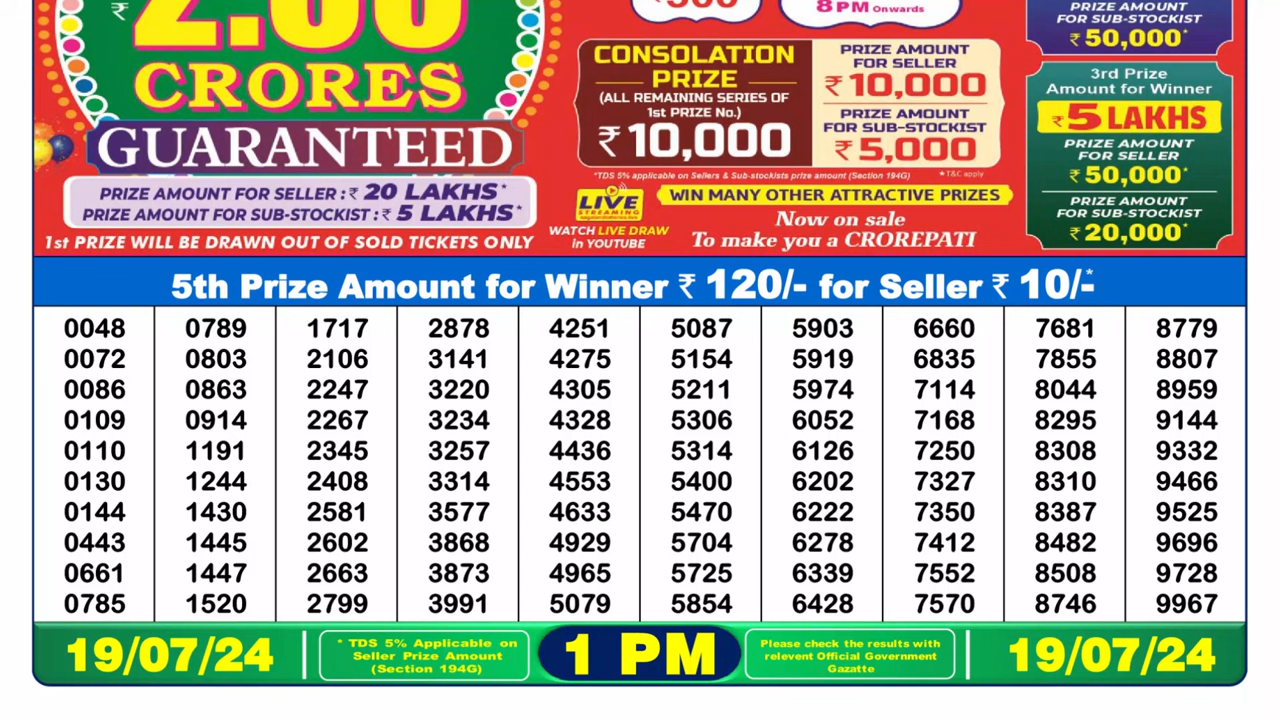 ₹ 2.00
CRORES
GUARANTEED
PRIZE AMOUNT FOR SELLER : ₹ 20 LAKHS*
PRIZE AMOUNT FOR SUB-STOCKIST : ₹ 5 LAKHS*
1st PRIZE WILL BE DRAWN OUT OF SOLD TICKETS ONLY
8 PM Onwards
CONSOLATION
PRIZE
(ALL REMAINING SERIES OF
1st PRIZE No.)
₹ 10,000
PRIZE AMOUNT
FOR SELLER
₹ 10,000
PRIZE AMOUNT
FOR SUB-STOCKIST
₹ 5,000
*TDS 5% applicable on Sellers & Sub-stockists prize amount (Section 194G)
★T&C apply
LIVE
STREAMING
WATCH LIVE DRAW
in YOUTUBE
WIN MANY OTHER ATTRACTIVE PRIZES
Now on sale
To make you a CROREPATI
PRIZE AMOUNT
FOR SUB-STOCKIST
₹ 50,000*
3rd Prize
Amount for Winner
₹ 5 LAKHS
PRIZE AMOUNT
FOR SELLER
₹ 50,000*
PRIZE AMOUNT
FOR SUB-STOCKIST
₹ 20,000*
5th Prize Amount for Winner ₹ 120/- for Seller ₹ 10/-*
0048 0789 1717 2878 4251 5087 5903 6660 7681 8779
0072 0803 2106 3141 4275 5154 5919 6835 7855 8807
0086 0863 2247 3220 4305 5211 5974 7114 8044 8959
0109 0914 2267 3234 4328 5306 6052 7168 8295 9144
0110 1191 2345 3257 4436 5314 6126 7250 8308 9332
0130 1244 2408 3314 4553 5400 6202 7327 8310 9466
0144 1430 2581 3577 4633 5470 6222 7350 8387 9525
0443 1445 2602 3868 4929 5704 6278 7412 8482 9696
0661 1447 2663 3873 4965 5725 6339 7552 8508 9728
0785 1520 2799 3991 5079 5854 6428 7570 8746 9967
19/07/24
* TDS 5% Applicable on
Seller Prize Amount
(Section 194G)
1 PM
Please check the results with
relevent Official Government
Gazatte
19/07/24